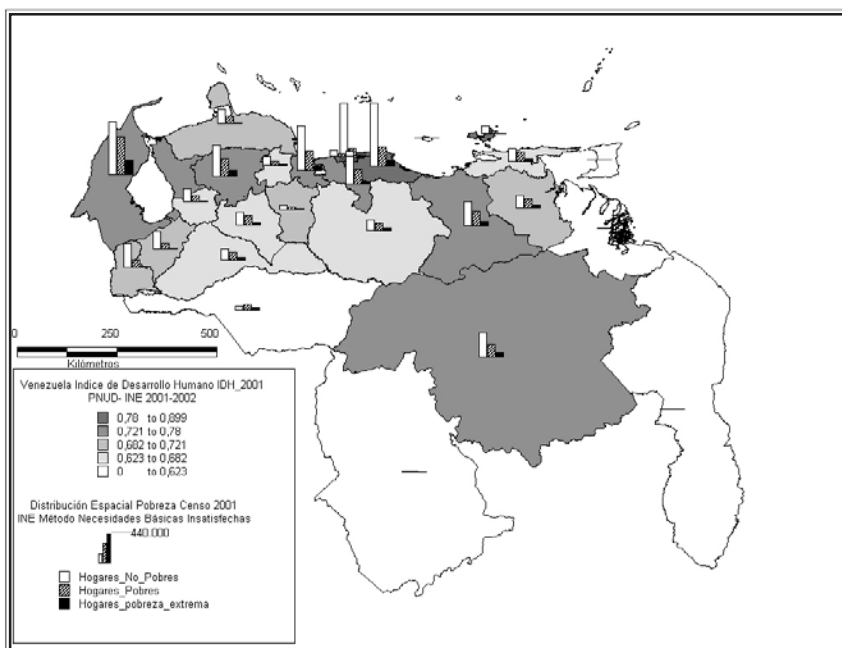 0 250 500
Kilómetros
Venezuela Indice de Desarrollo Humano IDH_2001
PNUD- INE 2001-2002
0,78 to 0,899
0,721 to 0,78
0,682 to 0,721
0,623 to 0,682
0 to 0,623
Distribución Espacial Pobreza Censo 2001
INE Método Necesidades Básicas Insatisfechas
440.000
Hogares_No_Pobres
Hogares_Pobres
Hogares_pobreza_extrema